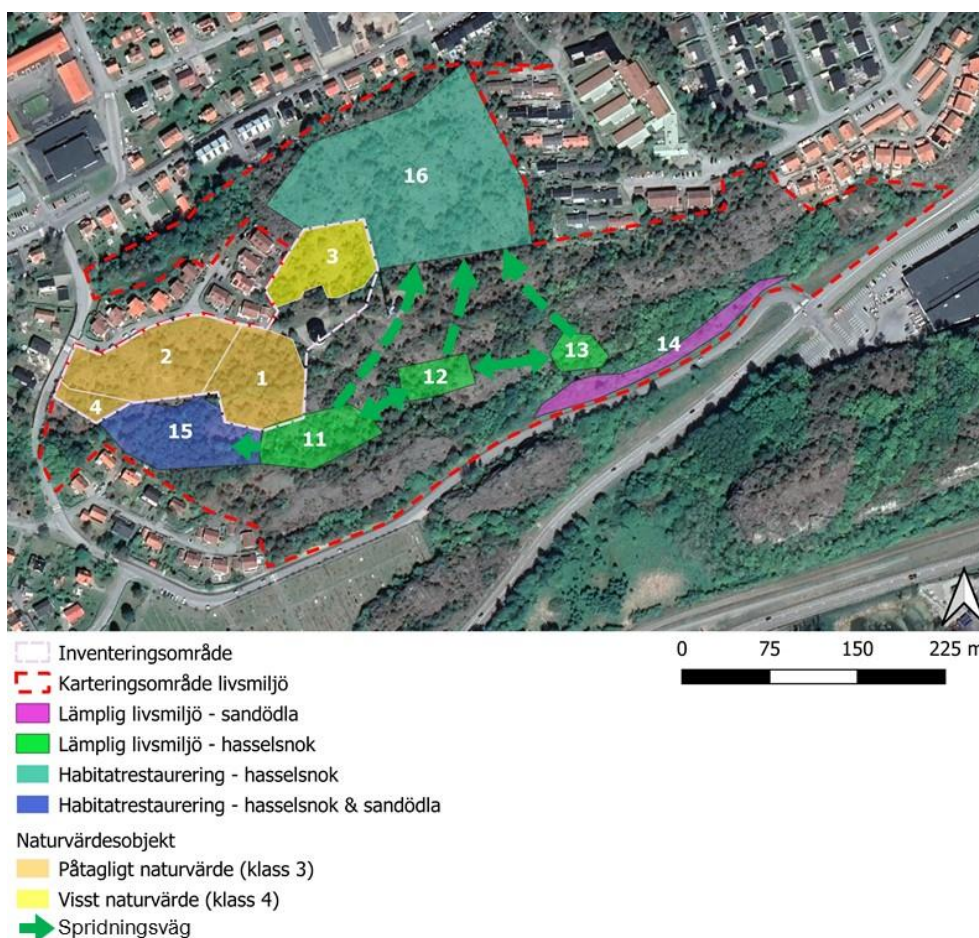 16
3
2
1
4
15
11
12
13
14
0 75 150 225 m
Inventeringsområde
Karteringsområde livsmiljö
Lämplig livsmiljö - sandödla
Lämplig livsmiljö - hasselsnok
Habitatrestaurering - hasselsnok
Habitatrestaurering - hasselsnok & sandödla
Naturvärdesobjekt
Påtagligt naturvärde (klass 3)
Visst naturvärde (klass 4)
Spridningsväg